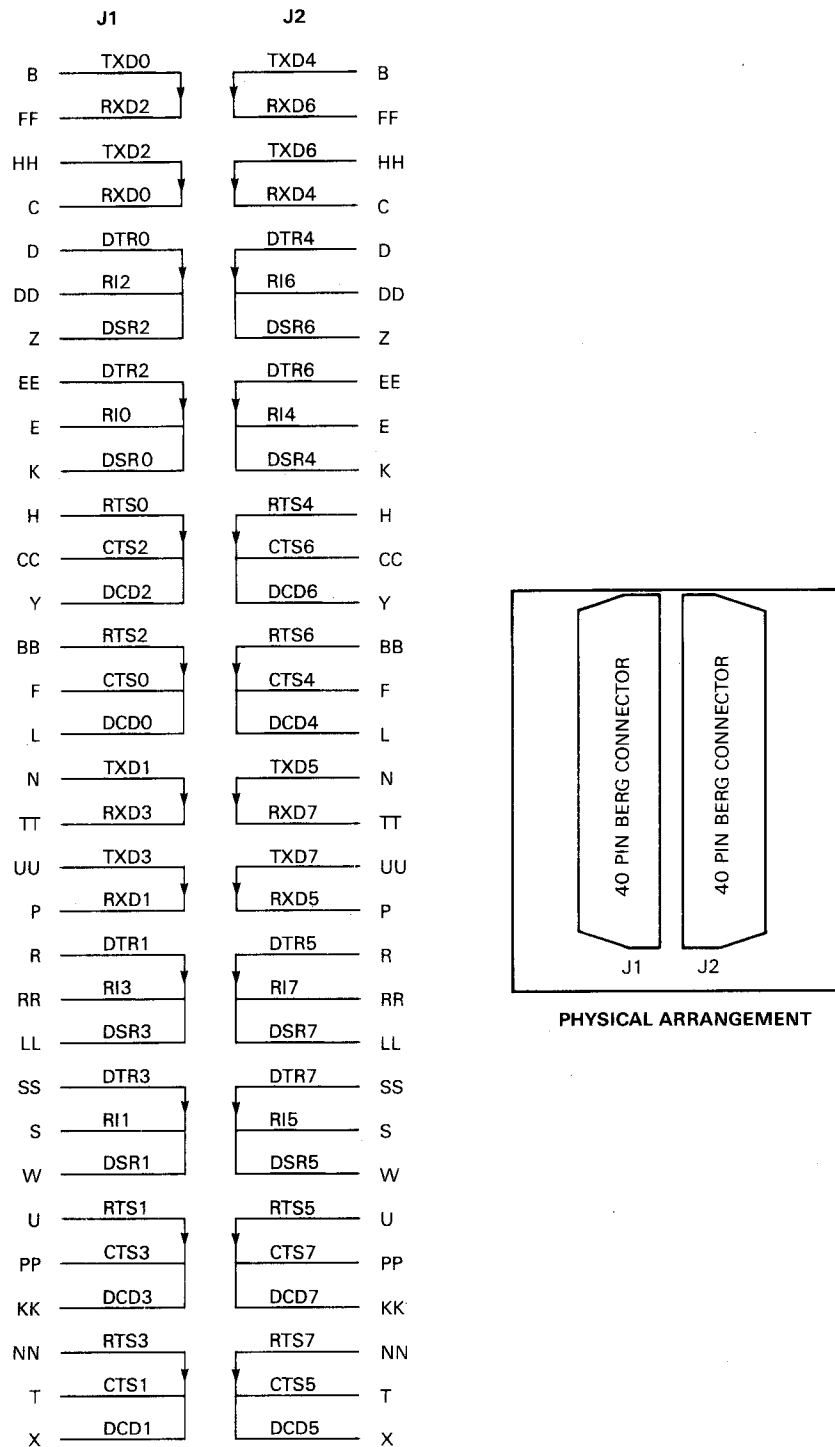 J1 J2
B TXD0 TXD4 B
FF RXD2 RXD6 FF
HH TXD2 TXD6 HH
C RXD0 RXD4 C
D DTR0 DTR4 D
DD RI2 RI6 DD
Z DSR2 DSR6 Z
EE DTR2 DTR6 EE
E RI0 RI4 E
K DSR0 DSR4 K
H RTS0 RTS4 H
CC CTS2 CTS6 CC
Y DCD2 DCD6 Y
BB RTS2 RTS6 BB
F CTS0 CTS4 F
L DCD0 DCD4 L
N TXD1 TXD5 N
TT RXD3 RXD7 TT
UU TXD3 TXD7 UU
P RXD1 RXD5 P
R DTR1 DTR5 R
RR RI3 RI7 RR
LL DSR3 DSR7 LL
SS DTR3 DTR7 SS
S RI1 RI5 S
W DSR1 DSR5 W
U RTS1 RTS5 U
PP CTS3 CTS7 PP
KK DCD3 DCD7 KK
NN RTS3 RTS7 NN
T CTS1 CTS5 T
X DCD1 DCD5 X
40 PIN BERG CONNECTOR
40 PIN BERG CONNECTOR
J1 J2
PHYSICAL ARRANGEMENT